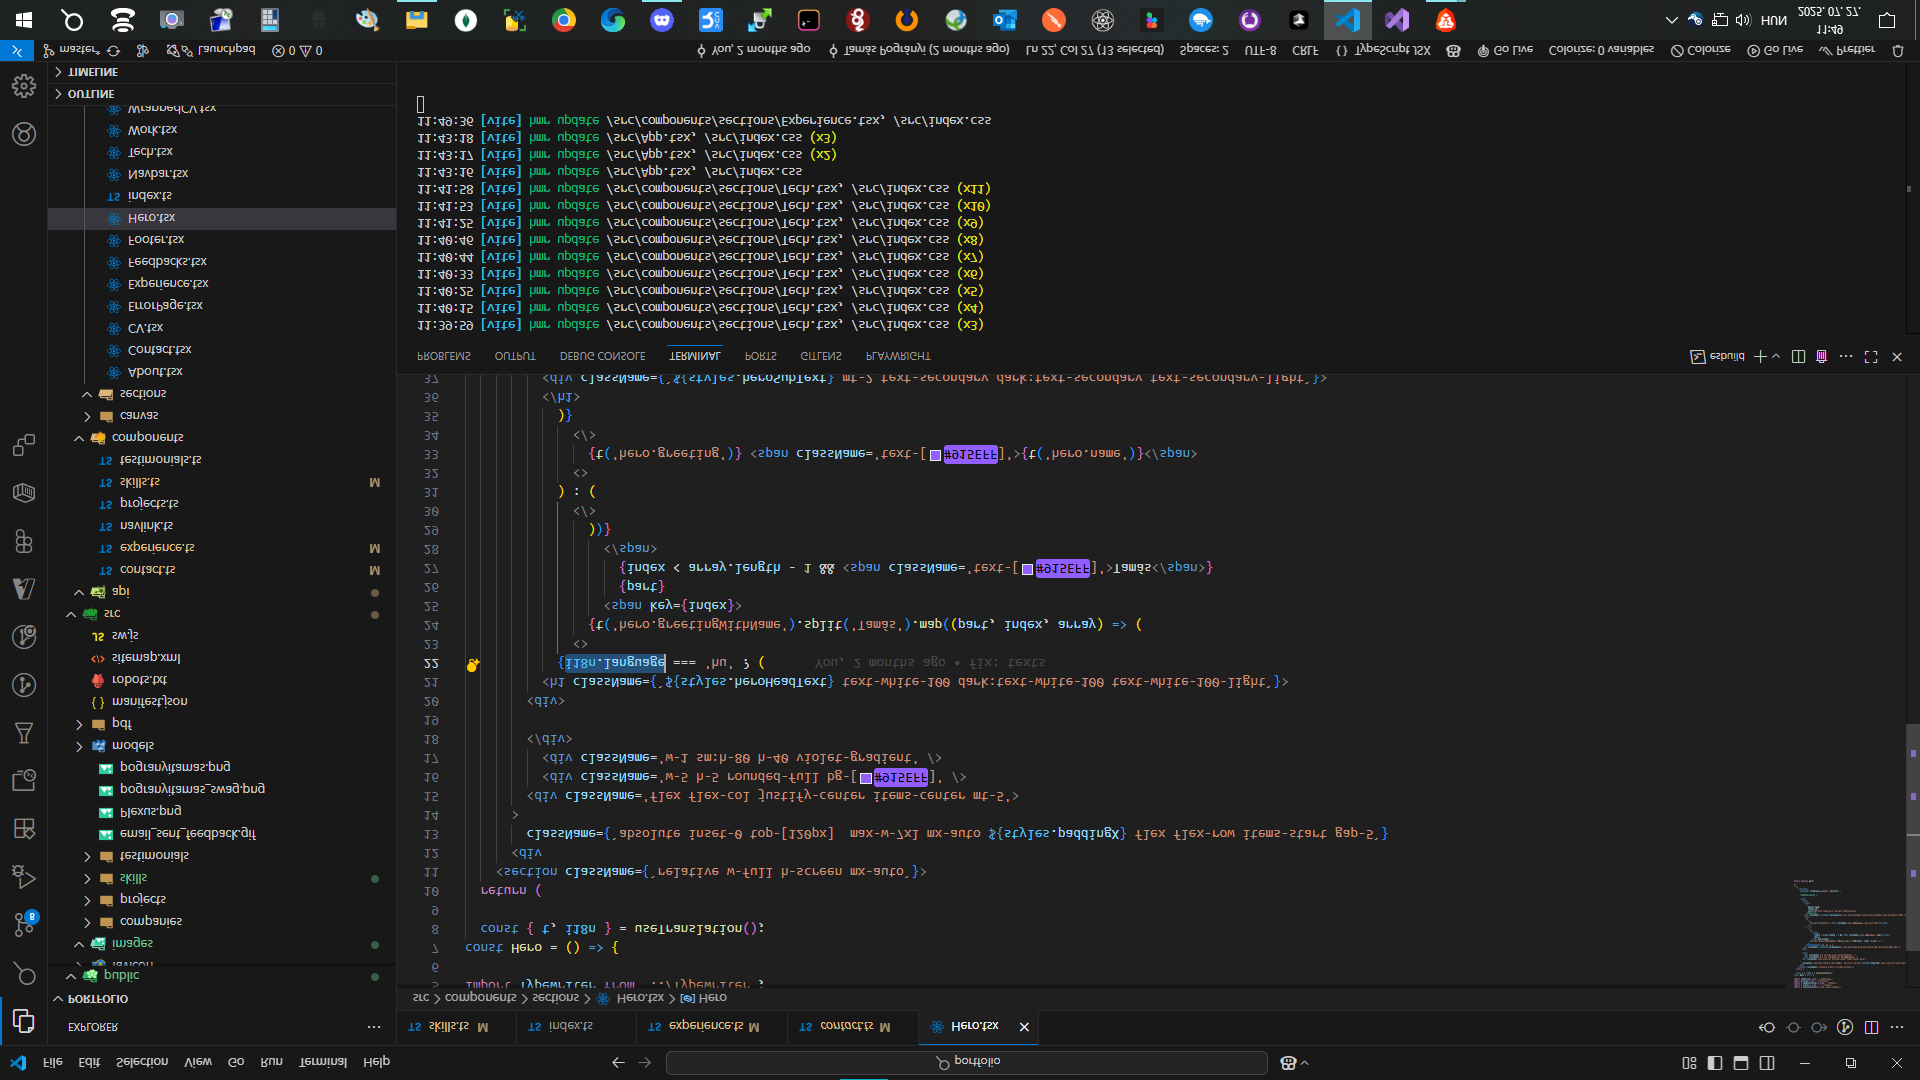 File Edit Selection View Go Run Terminal Help
portfolio
EXPLORER
skills.ts M
index.ts
experience.ts M
contact.ts M
Hero.tsx
src > components > sections > Hero.tsx > Hero
PORTFOLIO
public
images
companies
projects
skills
testimonials
email_sent_feedback.gif
Plexus.png
pogranyitamas_swag.png
pogranyitamas.png
models
pdf
manifest.json
robots.txt
sitemap.xml
sw.js
src
api
contact.ts M
experience.ts M
navlink.ts
projects.ts
skills.ts M
testimonials.ts
components
canvas
sections
About.tsx
Contact.tsx
CV.tsx
ErrorPage.tsx
Experience.tsx
Feedbacks.tsx
Footer.tsx
Hero.tsx
index.ts
Navbar.tsx
Tech.tsx
Work.tsx
WrappedCV.tsx
OUTLINE
TIMELINE
5 import Typewriter from '../Typewriter';
6
7 const Hero = () => {
8 const { t, i18n } = useTranslation();
9
10 return (
11 <section className={`relative w-full h-screen mx-auto`}>
12 <div
13 className={`absolute inset-0 top-[120px]  max-w-7xl mx-auto ${styles.paddingX} flex flex-row items-start gap-5`}
14 >
15 <div className='flex flex-col justify-center items-center mt-5'>
16 <div className='w-5 h-5 rounded-full bg-[#915EFF]' />
17 <div className='w-1 sm:h-80 h-40 violet-gradient' />
18 </div>
19
20 <div>
21 <h1 className={`${styles.heroHeadText} text-white-100 dark:text-white-100 text-white-100-light`}>
22 {i18n.language === 'hu' ? ( You, 2 months ago • Fix: texts
23 <>
24 {t('hero.greetingWithName').split('Tamás').map((part, index, array) => (
25 <span key={index}>
26 {part}
27 {index < array.length - 1 && <span className='text-[#915EFF]'>Tamás</span>}
28 </span>
29 ))}
30 </>
31 ) : (
32 <>
33 {t('hero.greeting')} <span className='text-[#915EFF]'>{t('hero.name')}</span>
34 </>
35 )}
36 </h1>
37 <div className={`${styles.heroSubText} mt-2 text-secondary dark:text-secondary text-secondary-light`}>
PROBLEMS OUTPUT DEBUG CONSOLE TERMINAL PORTS GITLENS PLAYWRIGHT
esbuild
11:39:59 [vite] hmr update /src/components/sections/Tech.tsx, /src/index.css (x3)
11:40:15 [vite] hmr update /src/components/sections/Tech.tsx, /src/index.css (x4)
11:40:25 [vite] hmr update /src/components/sections/Tech.tsx, /src/index.css (x5)
11:40:33 [vite] hmr update /src/components/sections/Tech.tsx, /src/index.css (x6)
11:40:44 [vite] hmr update /src/components/sections/Tech.tsx, /src/index.css (x7)
11:40:46 [vite] hmr update /src/components/sections/Tech.tsx, /src/index.css (x8)
11:41:25 [vite] hmr update /src/components/sections/Tech.tsx, /src/index.css (x9)
11:41:53 [vite] hmr update /src/components/sections/Tech.tsx, /src/index.css (x10)
11:41:58 [vite] hmr update /src/components/sections/Tech.tsx, /src/index.css (x11)
11:43:16 [vite] hmr update /src/App.tsx, /src/index.css
11:43:17 [vite] hmr update /src/App.tsx, /src/index.css (x2)
11:43:18 [vite] hmr update /src/App.tsx, /src/index.css (x3)
11:49:36 [vite] hmr update /src/components/sections/Experience.tsx, /src/index.css
master* Launchpad 0 0
You, 2 months ago
Tamás Pogrányi (2 months ago)
Ln 22, Col 27 (13 selected)
Spaces: 2
UTF-8
CRLF
{} TypeScript JSX
Go Live
Colorize: 0 variables
Colorize
Go Live
Prettier
HUN
11:49
2025. 07. 27.